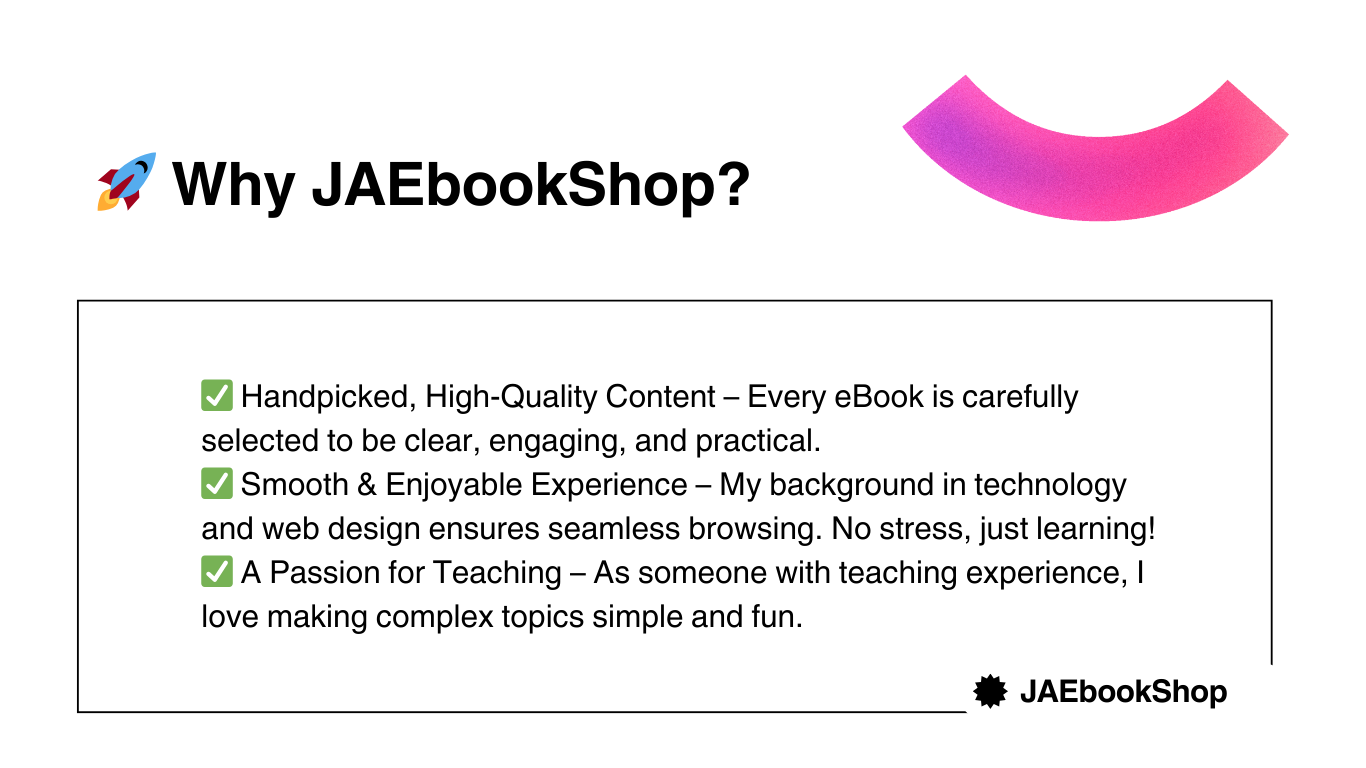 🚀 Why JAEbookShop?
✅ Handpicked, High-Quality Content – Every eBook is carefully
selected to be clear, engaging, and practical.
✅ Smooth & Enjoyable Experience – My background in technology
and web design ensures seamless browsing. No stress, just learning!
✅ A Passion for Teaching – As someone with teaching experience, I
love making complex topics simple and fun.
JAEbookShop